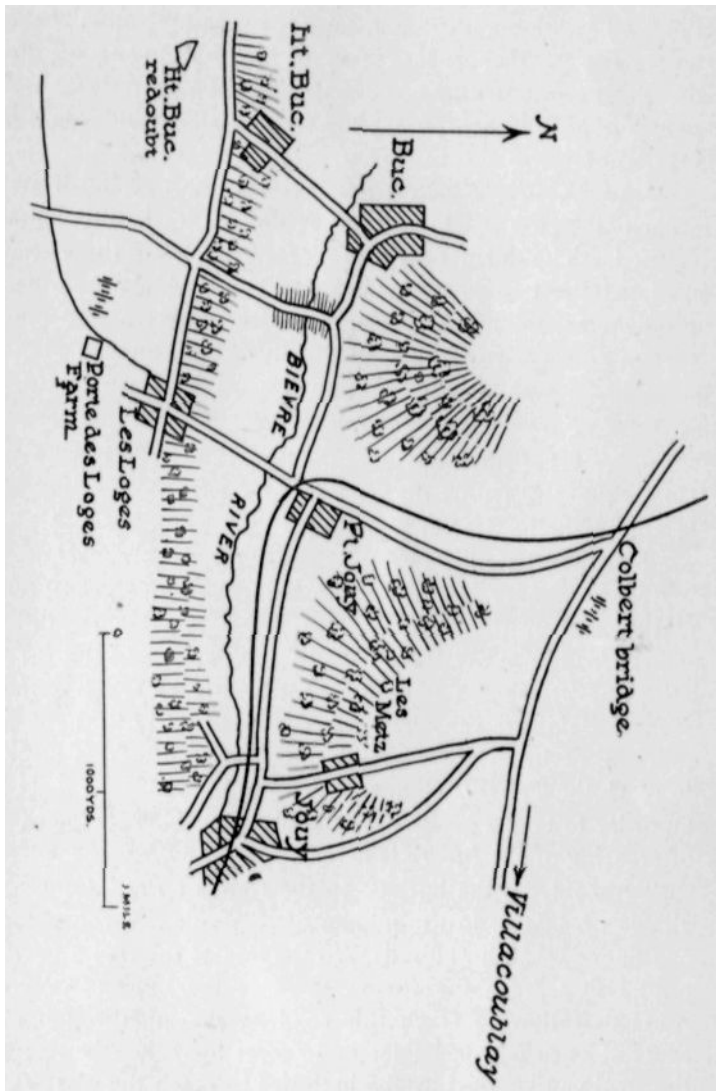 Ht. Buc.
Ht. Buc.
redoubt
N
Buc.
BIÈVRE
RIVER
Porte des Loges
Farm
Les Loges
Pt. Jouy
Colbert bridge
Les
Metz
Jouy
Villacoublay
0
1000 YDS.
1 MILE